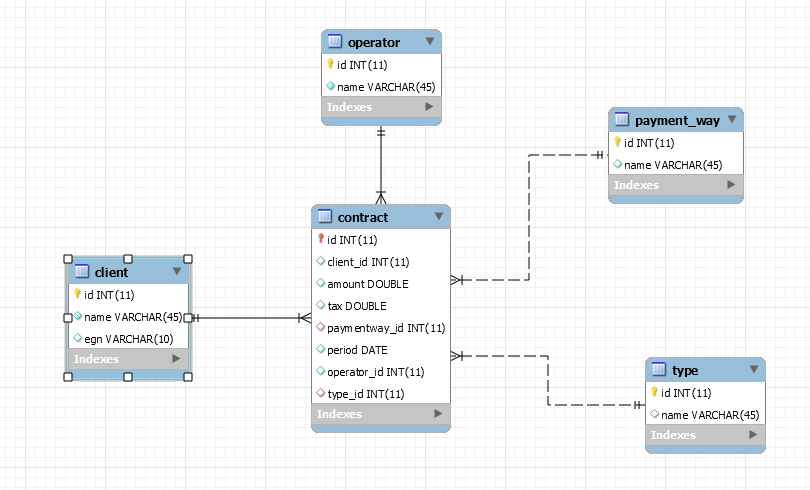 operator
id INT(11)
name VARCHAR(45)
Indexes
payment_way
id INT(11)
name VARCHAR(45)
Indexes
contract
id INT(11)
client_id INT(11)
amount DOUBLE
tax DOUBLE
paymentway_id INT(11)
period DATE
operator_id INT(11)
type_id INT(11)
Indexes
client
id INT(11)
name VARCHAR(45)
egn VARCHAR(10)
Indexes
type
id INT(11)
name VARCHAR(45)
Indexes